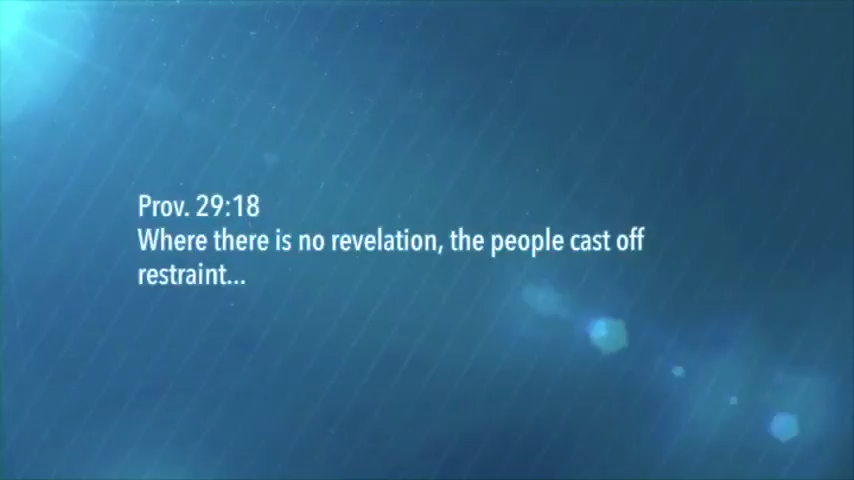 Prov. 29:18
Where there is no revelation, the people cast off
restraint...